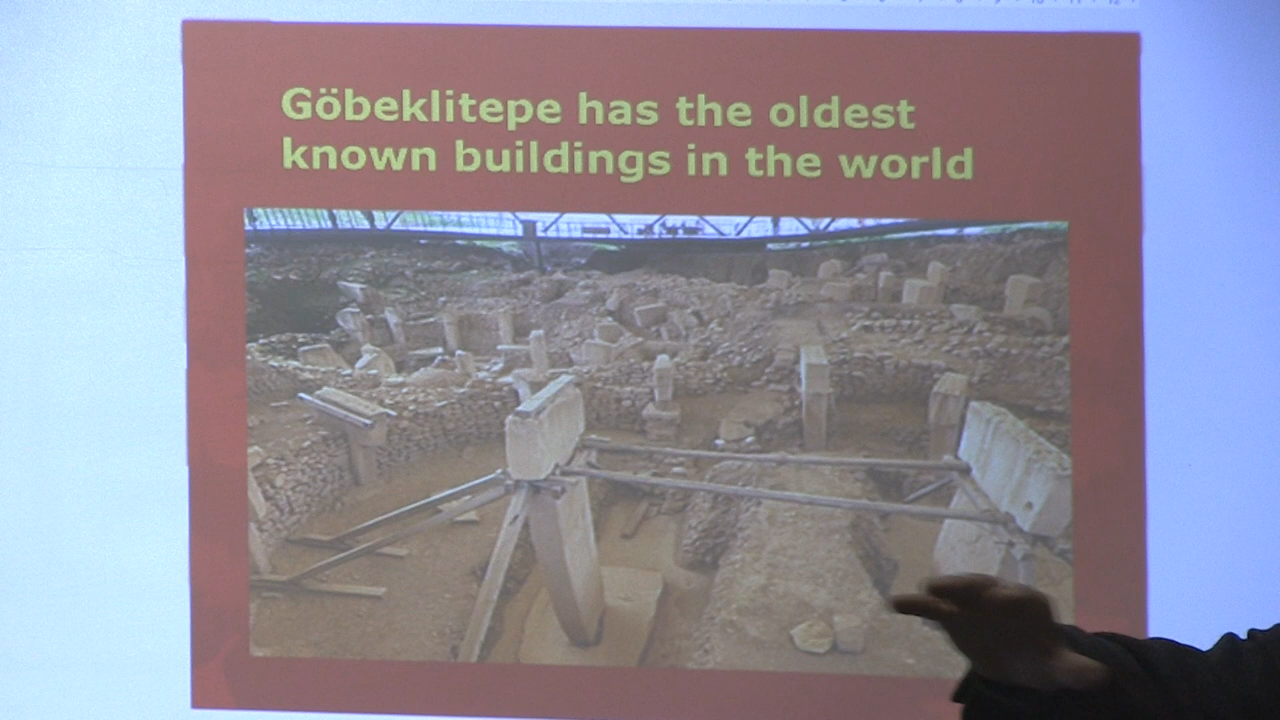 Göbeklitepe has the oldest
known buildings in the world